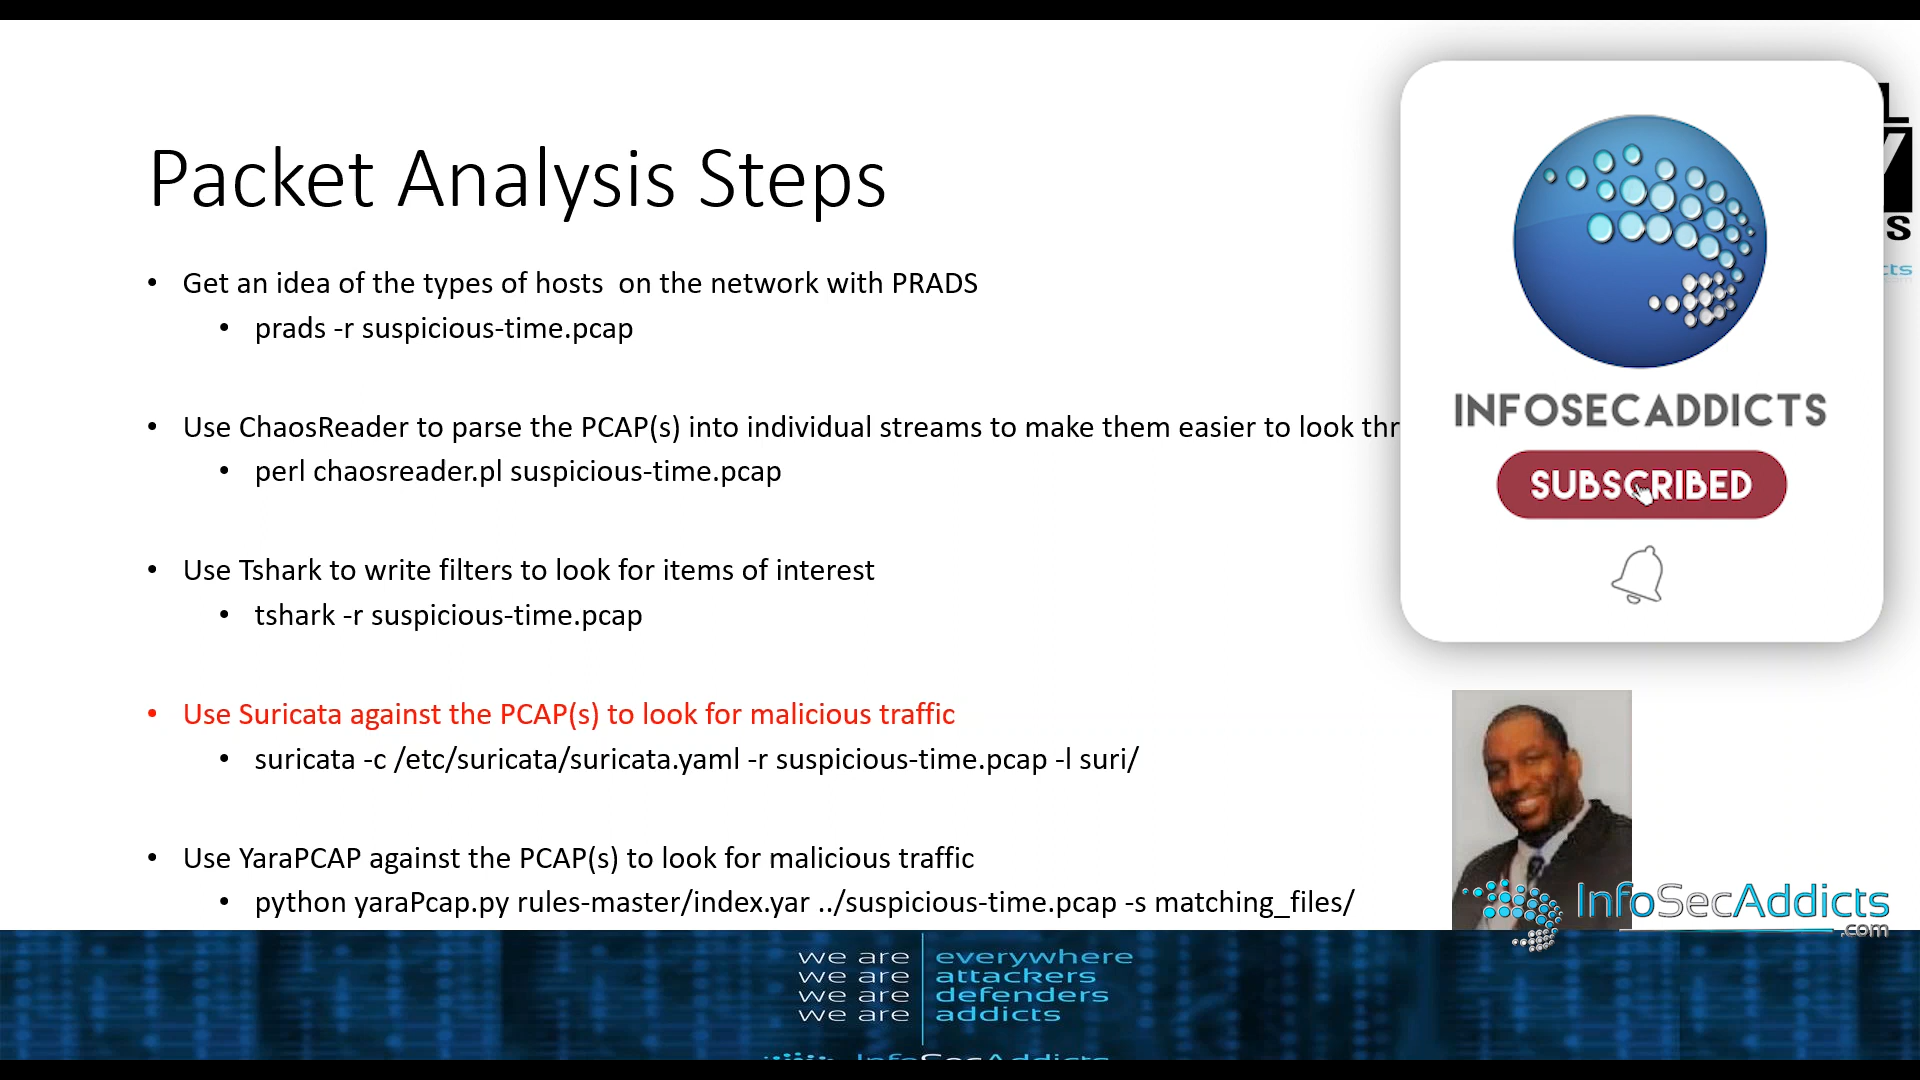 Packet Analysis Steps
• Get an idea of the types of hosts  on the network with PRADS
• prads -r suspicious-time.pcap
• Use ChaosReader to parse the PCAP(s) into individual streams to make them easier to look thr
• perl chaosreader.pl suspicious-time.pcap
• Use Tshark to write filters to look for items of interest
• tshark -r suspicious-time.pcap
• Use Suricata against the PCAP(s) to look for malicious traffic
• suricata -c /etc/suricata/suricata.yaml -r suspicious-time.pcap -l suri/
• Use YaraPCAP against the PCAP(s) to look for malicious traffic
• python yaraPcap.py rules-master/index.yar ../suspicious-time.pcap -s matching_files/
INFOSECADDICTS
SUBSCRIBED
InfoSecAddicts
.com
we are everywhere
we are attackers
we are defenders
we are addicts
InfoSecAddicts